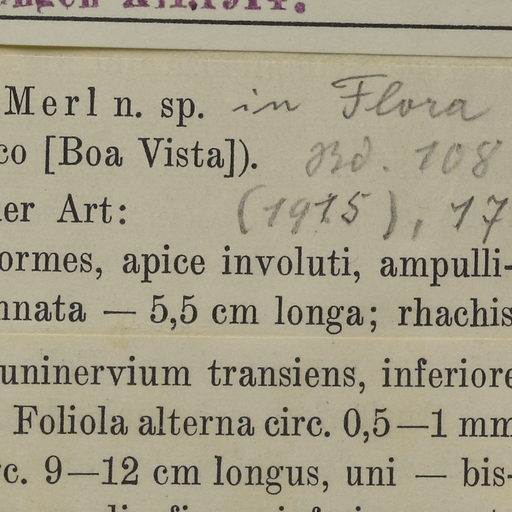 Merl n. sp. in Flora
co [Boa Vista]). Bd. 108
er Art: (1915), 17
ormes, apice involuti, ampulli-
nnata — 5,5 cm longa; rhachis
uninervium transiens, inferiore
Foliola alterna circ. 0,5—1 mm
c. 9—12 cm longus, uni — bis-